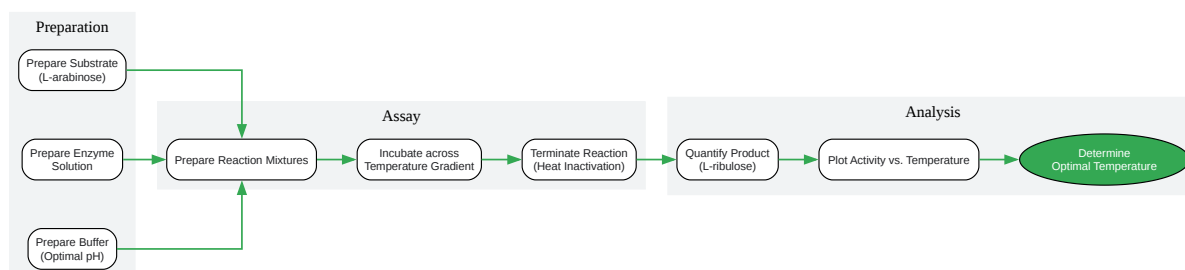 Preparation
Prepare Substrate
(L-arabinose)
Prepare Enzyme
Solution
Prepare Buffer
(Optimal pH)
Assay
Prepare Reaction Mixtures
Incubate across
Temperature Gradient
Terminate Reaction
(Heat Inactivation)
Analysis
Quantify Product
(L-ribulose)
Plot Activity vs. Temperature
Determine
Optimal Temperature